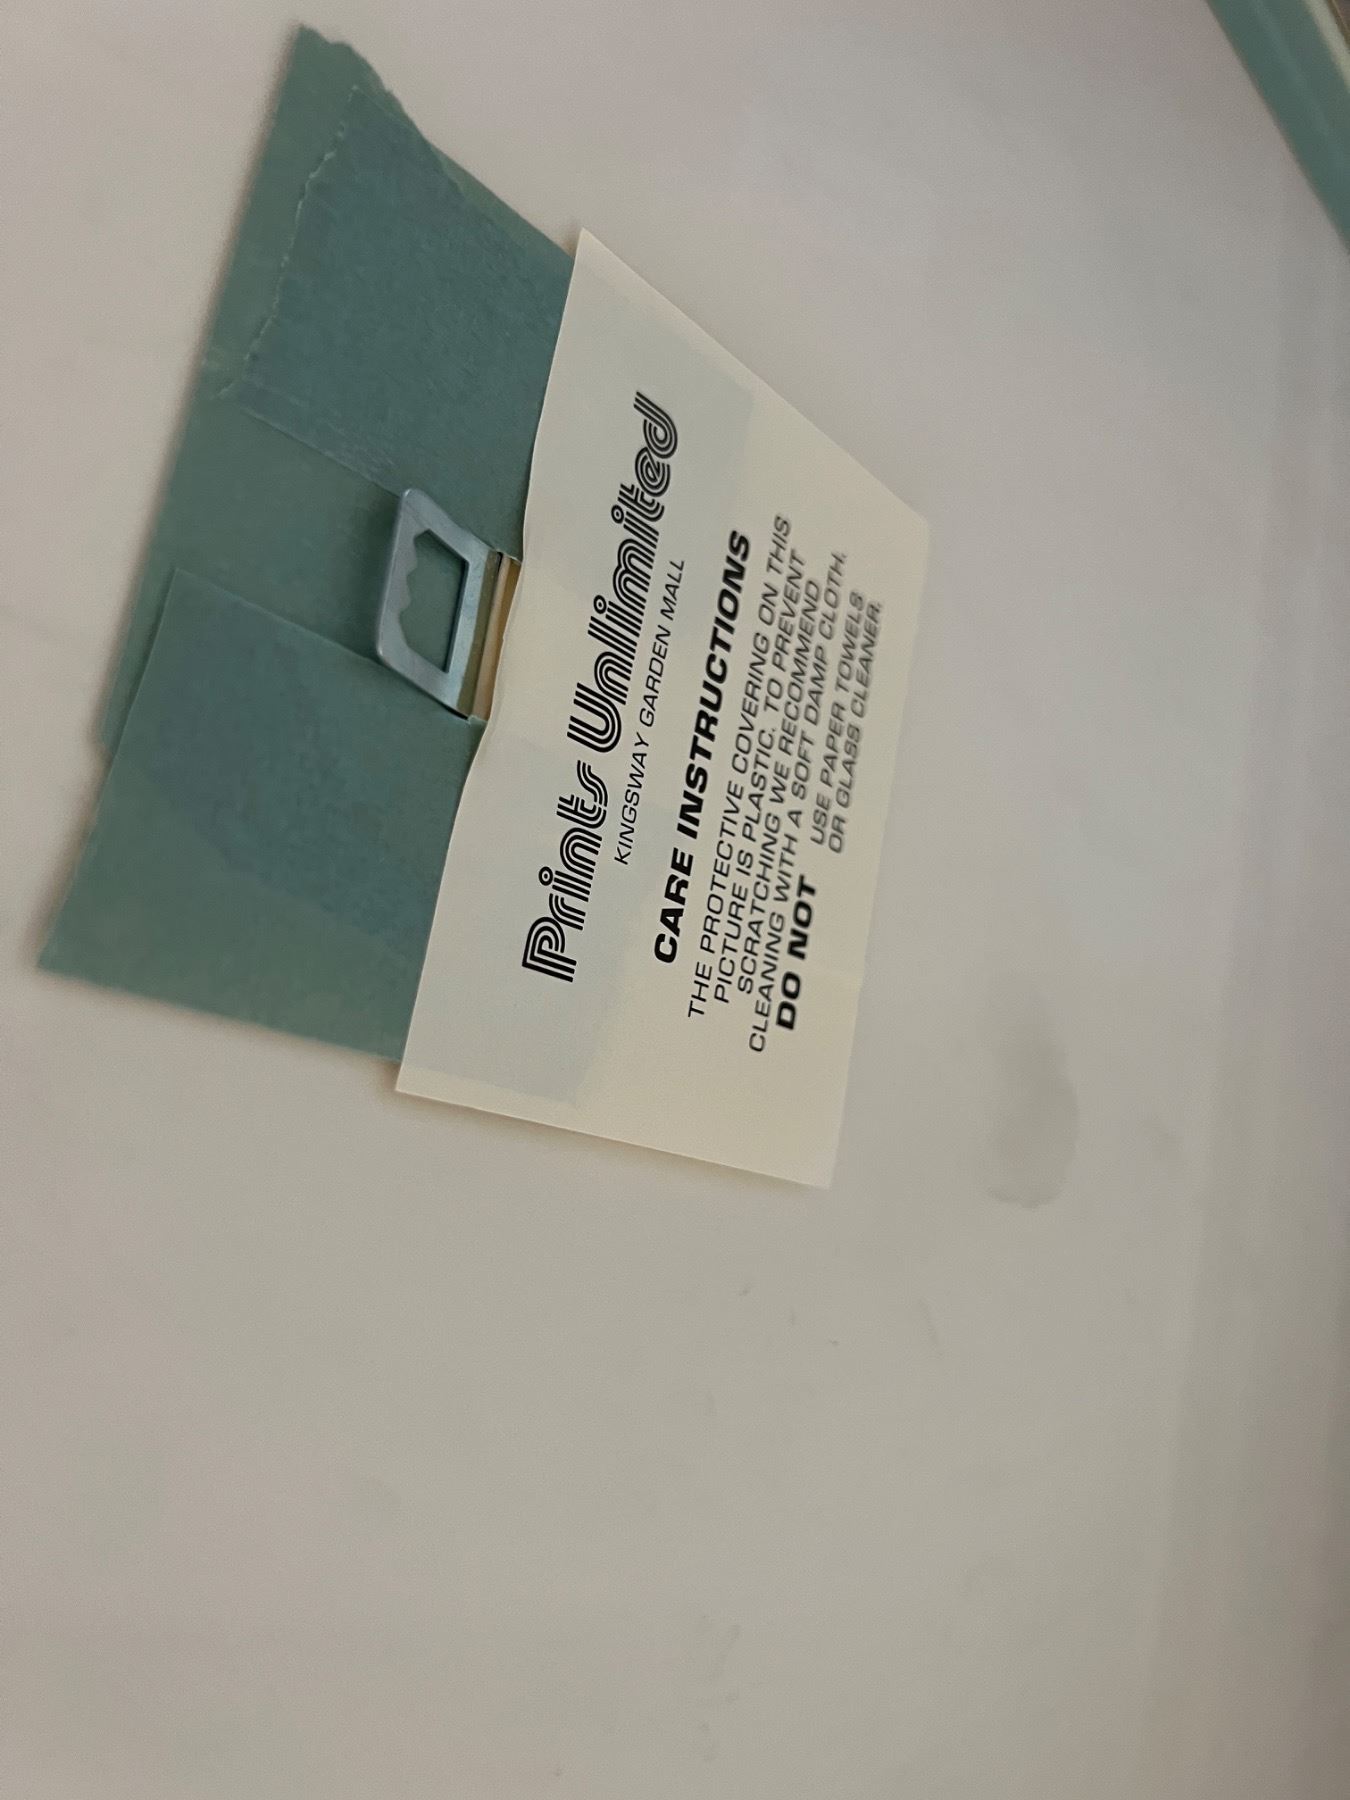 Prints Unlimited
KINGSWAY GARDEN MALL
CARE INSTRUCTIONS
THE PROTECTIVE COVERING ON THIS
PICTURE IS PLASTIC. TO PREVENT
SCRATCHING WE RECOMMEND
CLEANING WITH A SOFT DAMP CLOTH.
DO NOT USE PAPER TOWELS
OR GLASS CLEANER.